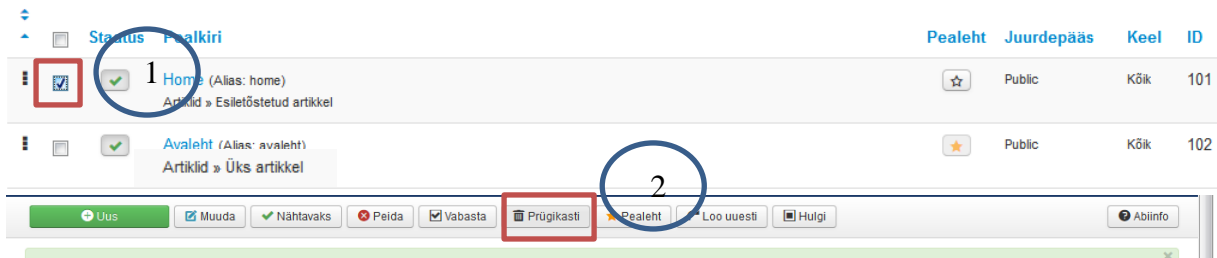 Staatus Pealkiri Pealeht Juurdepääs Keel ID
1 Home (Alias: home) Public Kõik 101
Artiklid » Esiletõstetud artikkel
Avaleht (Alias: avaleht) Public Kõik 102
Artiklid » Üks artikkel
2
Uus Muuda Nähtavaks Peida Vabasta Prügikasti Pealeht Loo uuesti Hulgi Abiinfo